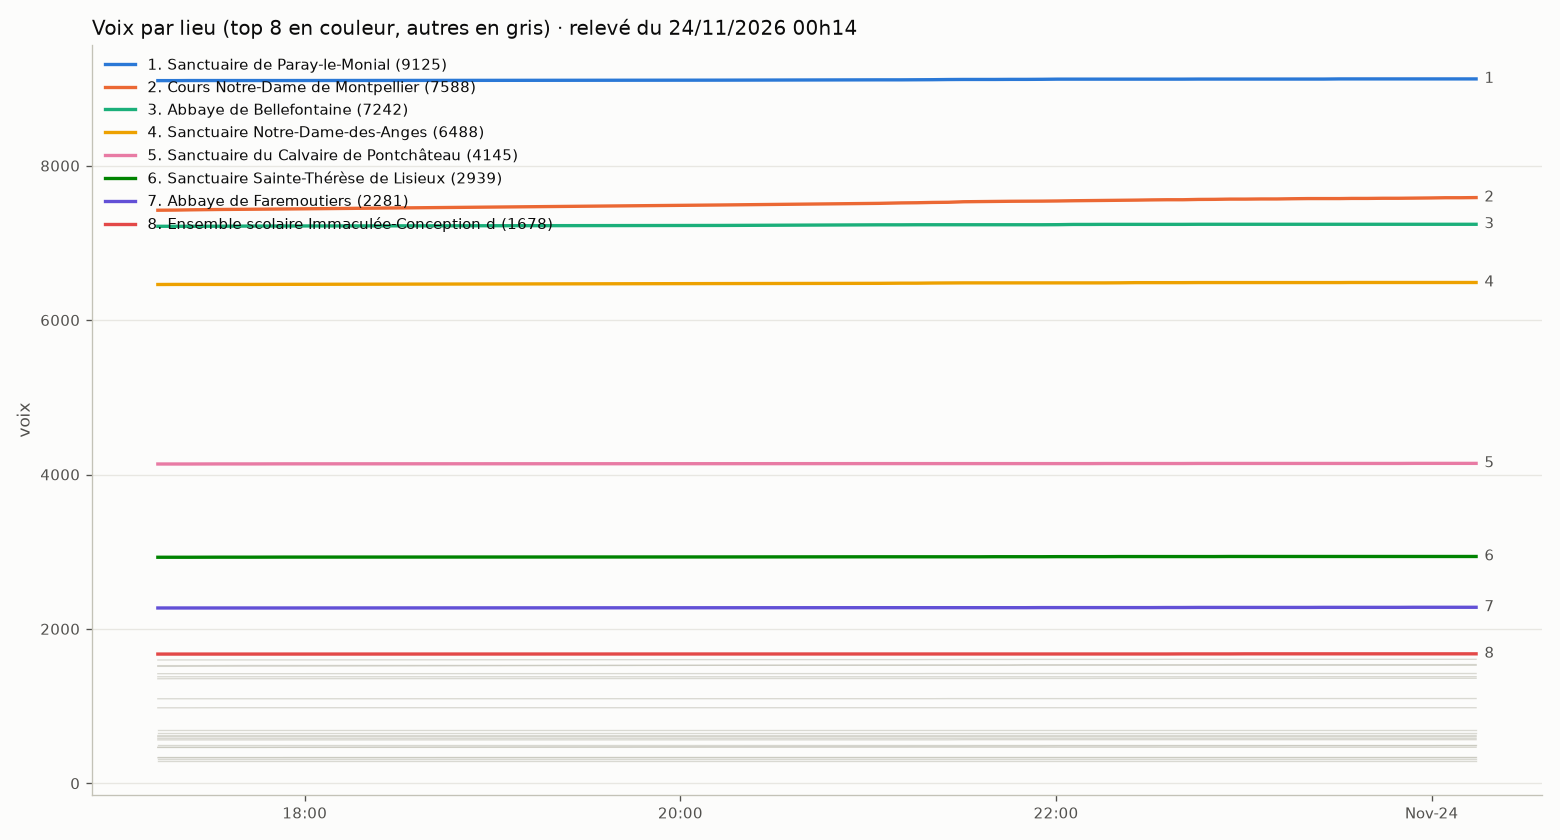 Voix par lieu (top 8 en couleur, autres en gris) · relevé du 24/11/2026 00h14
1. Sanctuaire de Paray-le-Monial (9125)
2. Cours Notre-Dame de Montpellier (7588)
3. Abbaye de Bellefontaine (7242)
4. Sanctuaire Notre-Dame-des-Anges (6488)
5. Sanctuaire du Calvaire de Pontchâteau (4145)
6. Sanctuaire Sainte-Thérèse de Lisieux (2939)
7. Abbaye de Faremoutiers (2281)
8. Ensemble scolaire Immaculée-Conception d (1678)
1
2
3
4
5
6
7
8
voix
8000
6000
4000
2000
0
18:00
20:00
22:00
Nov-24